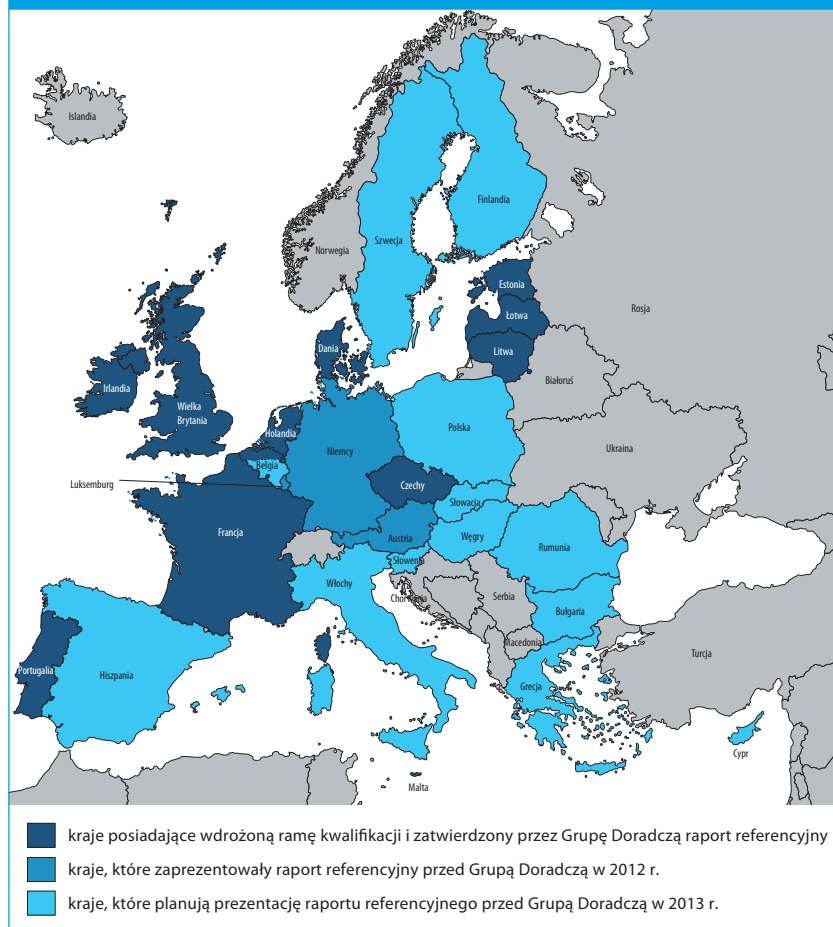 Islandia
Finlandia
Szwecja
Norwegia
Estonia
Rosja
Łotwa
Dania
Litwa
Białoruś
Irlandia
Wielka
Brytania
Holandia
Polska
Niemcy
Ukraina
Belgia
Luksemburg
Czechy
Słowacja
Francja
Austria
Węgry
Rumunia
Słowenia
Włochy
Chorwacja
Serbia
Bułgaria
Macedonia
Turcja
Portugalia
Hiszpania
Grecja
Cypr
Malta
kraje posiadające wdrożoną ramę kwalifikacji i zatwierdzony przez Grupę Doradczą raport referencyjny
kraje, które zaprezentowały raport referencyjny przed Grupą Doradczą w 2012 r.
kraje, które planują prezentację raportu referencyjnego przed Grupą Doradczą w 2013 r.